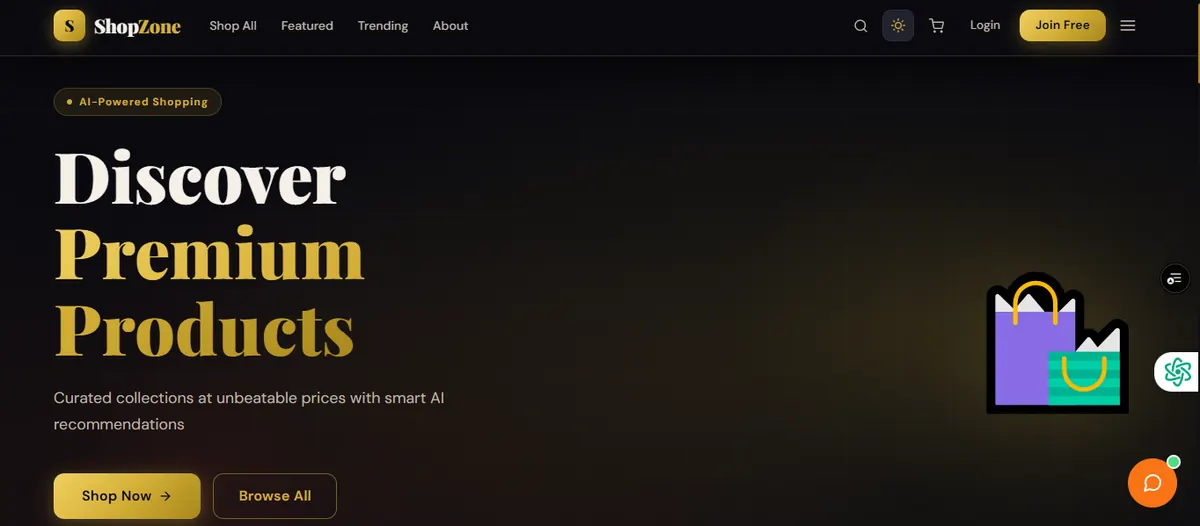 S ShopZone Shop All Featured Trending About Login Join Free
AI-Powered Shopping
Discover
Premium
Products
Curated collections at unbeatable prices with smart AI
recommendations
Shop Now → Browse All